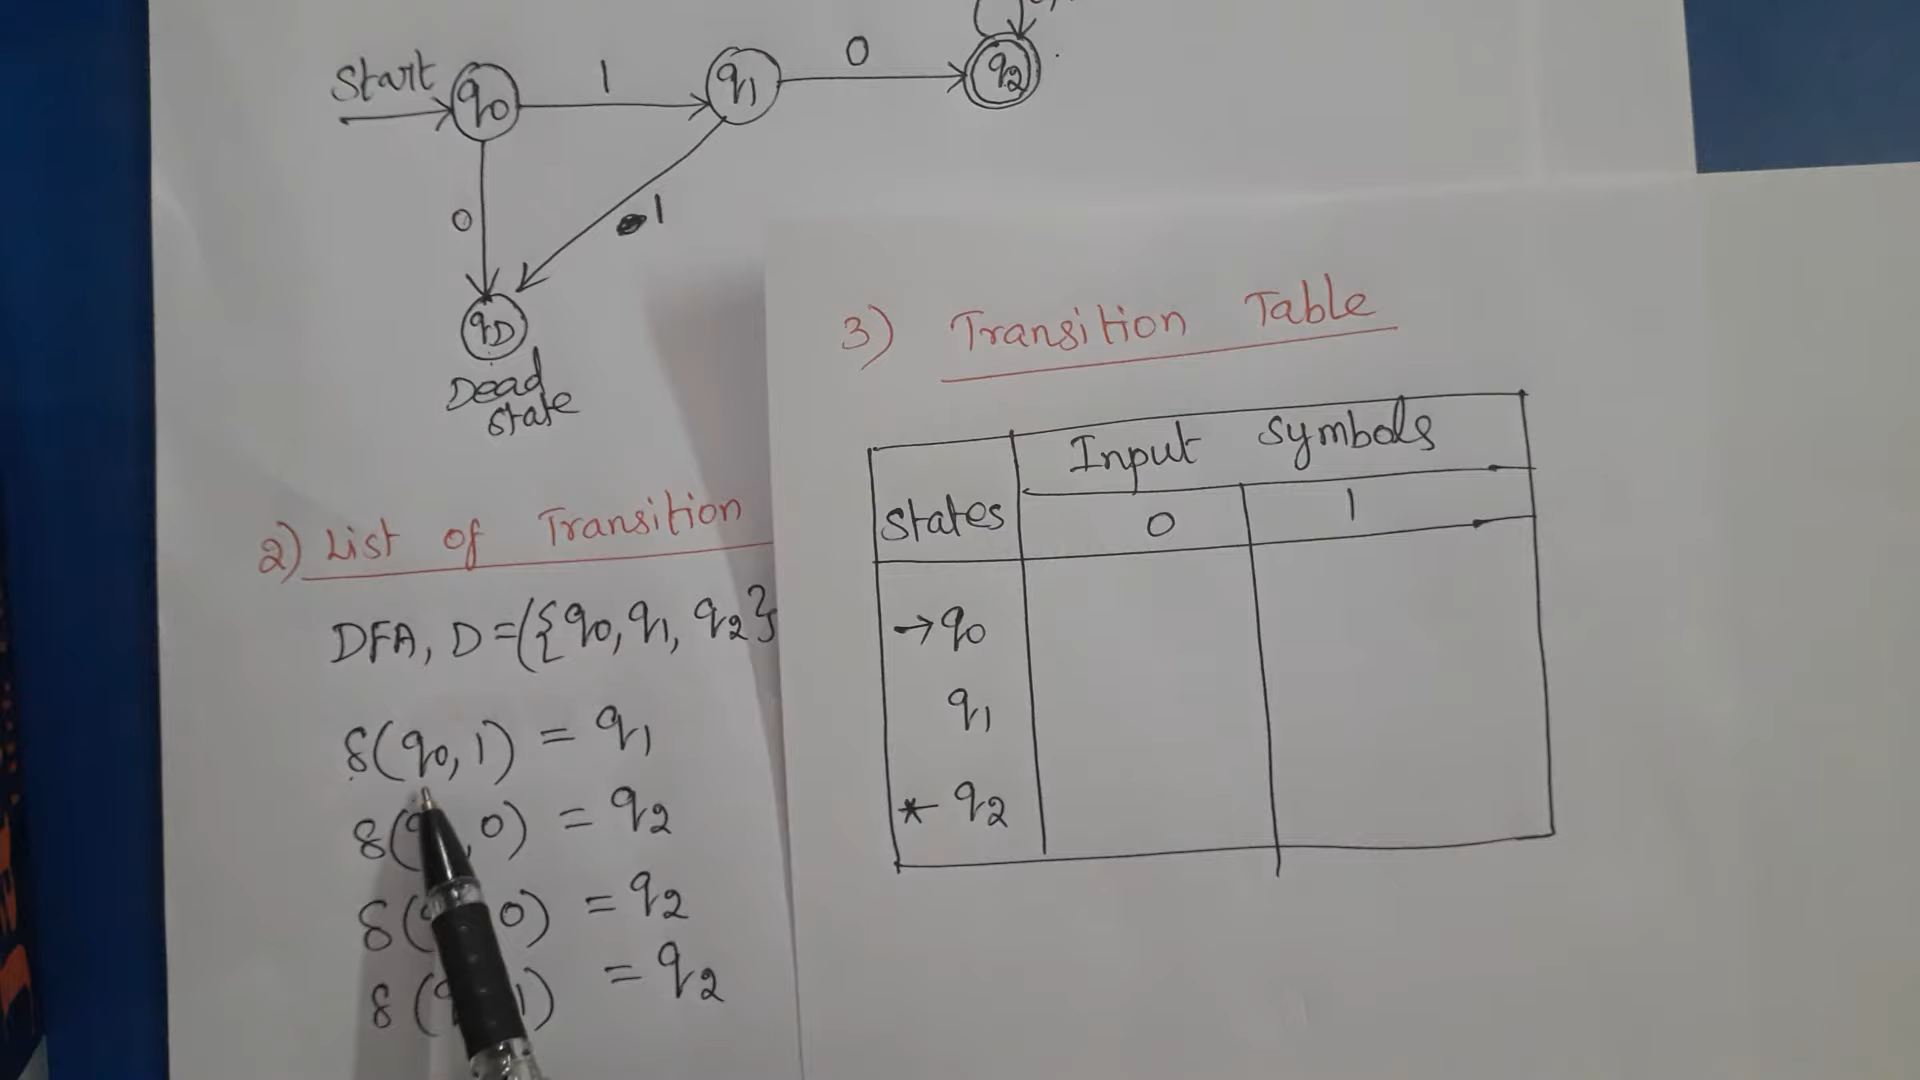 Start q0 1 q1 0 q2
0 1
qD
Dead
state
2) List of Transition
DFA, D=({q0, q1, q2}
δ(q0, 1) = q1
δ( , 0) = q2
δ( 0) = q2
δ( 1) = q2
3) Transition Table
States Input Symbols
0 1
→q0
q1
* q2